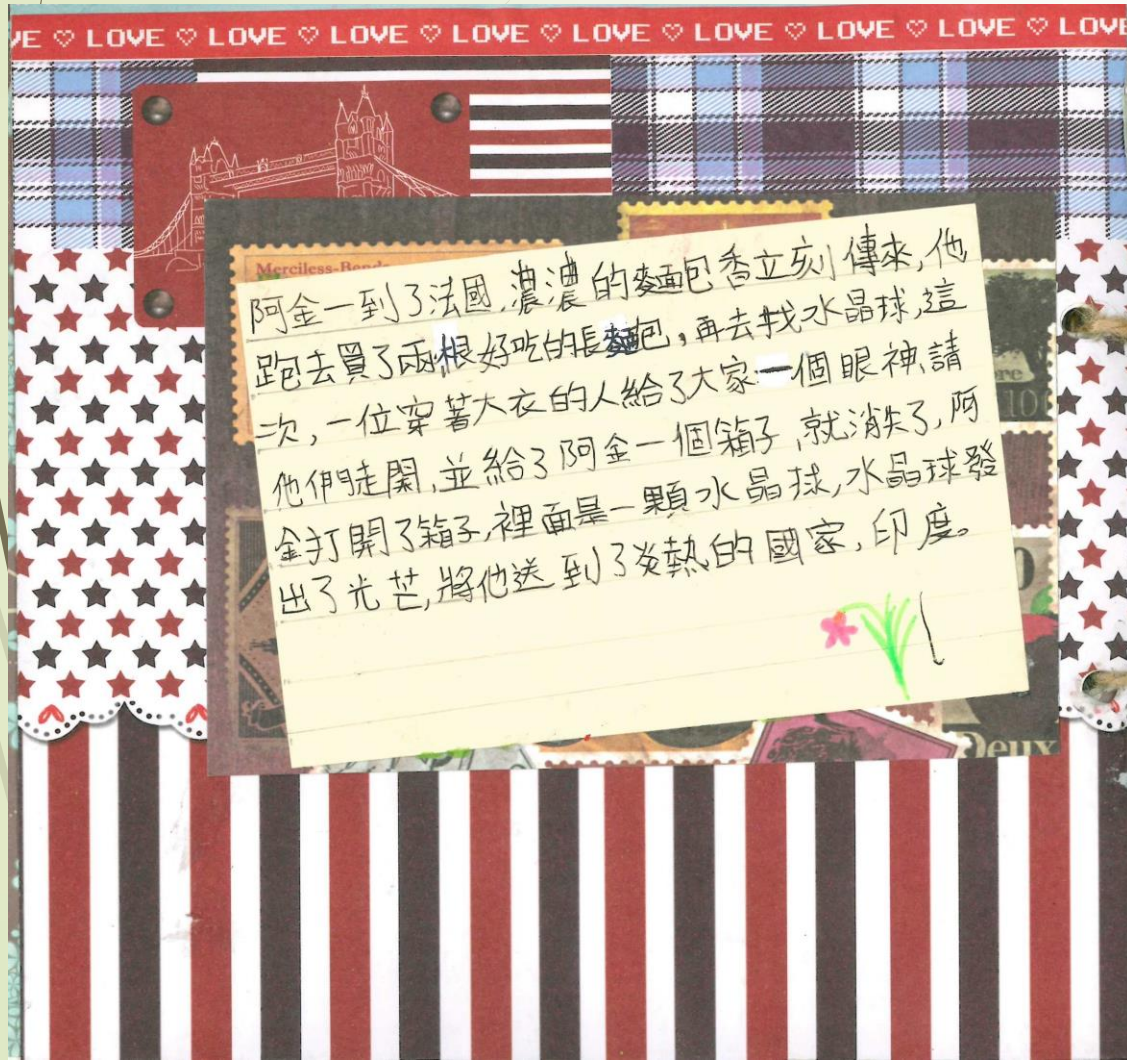 VE ♡ LOVE ♡ LOVE ♡ LOVE ♡ LOVE ♡ LOVE ♡ LOVE ♡ LOVE ♡ LOVE ♡ LOVE
Merciless-
阿金一到了法國,濃濃的麵包香立刻傳來,他
跑去買了兩根好吃的長麵包,再去找水晶球,這
次,一位穿著大衣的人給了大家一個眼神請
他們走開,並給了阿金一個箱子,就消失了,阿
金打開了箱子,裡面是一顆水晶球,水晶球發
出了光芒,將他送到了炎熱的國家,印度。
Deux